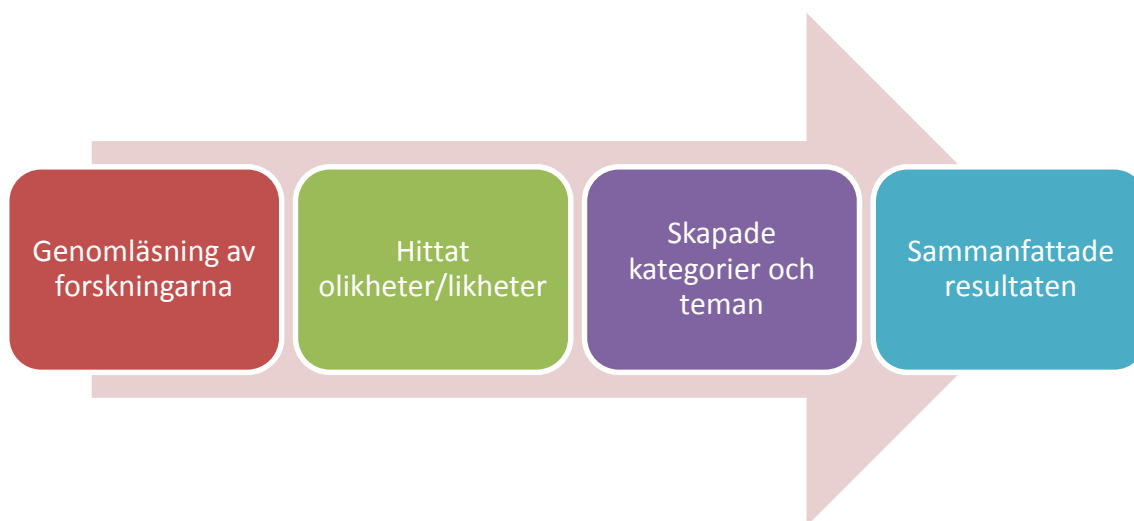 Genomläsning av
forskningarna
Hittat
olikheter/likheter
Skapade
kategorier och
teman
Sammanfattade
resultaten